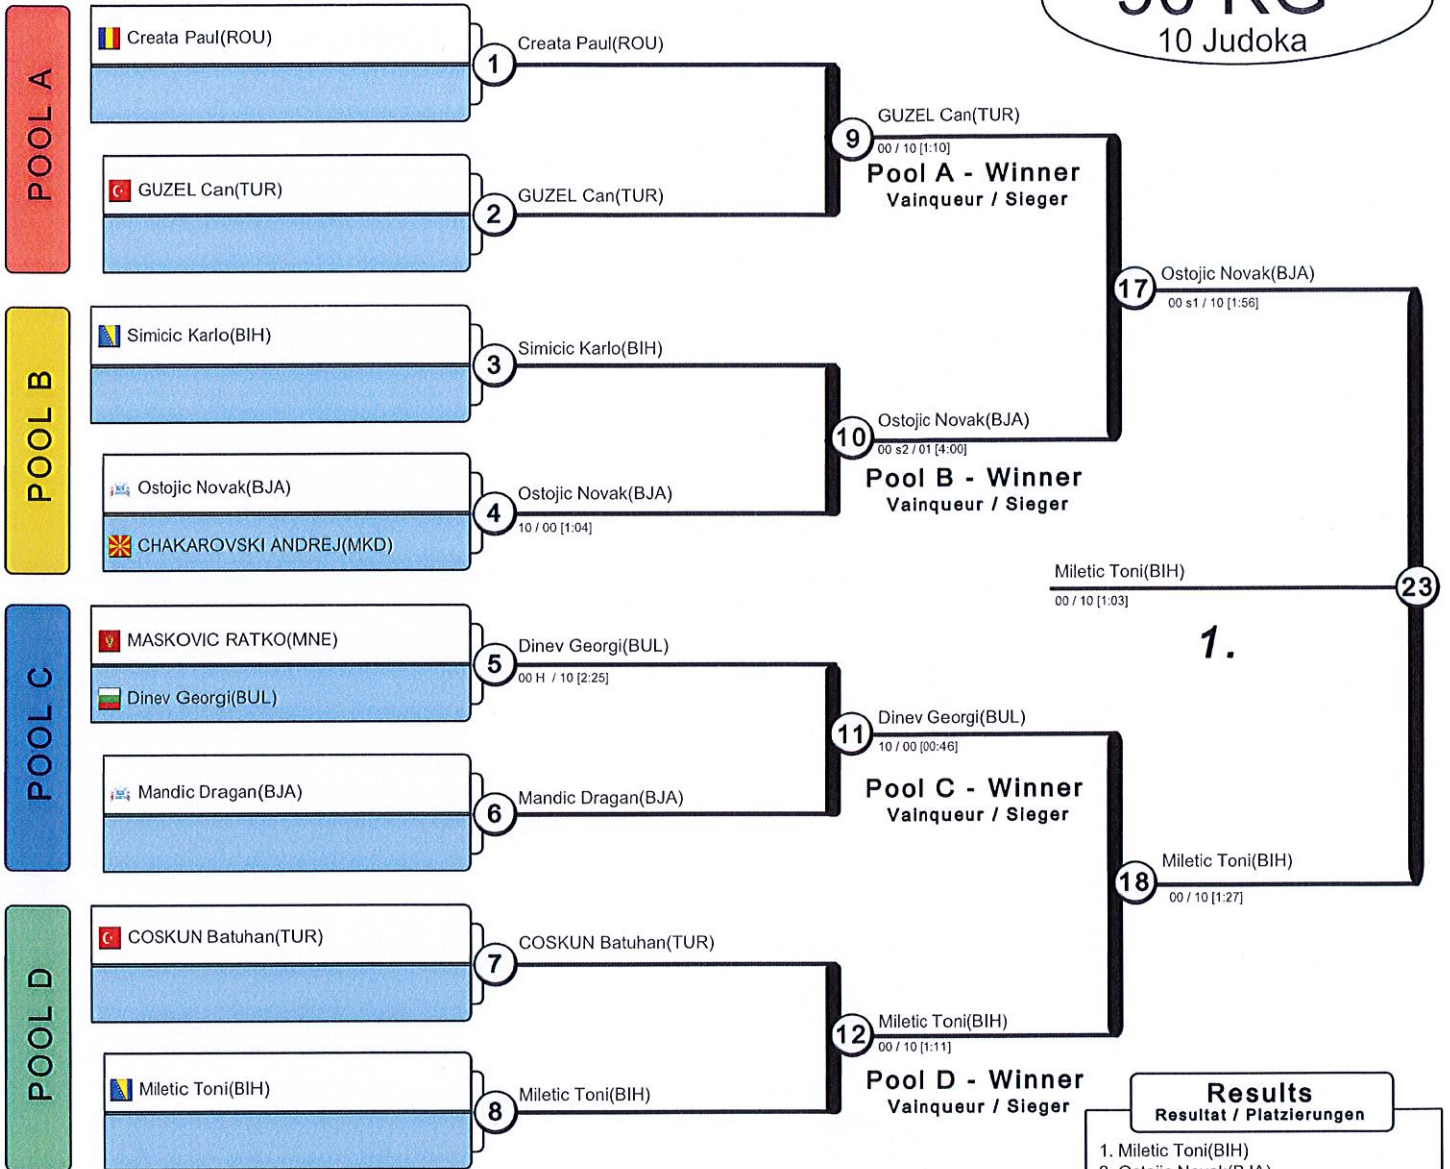 10 Judoka
POOL A
Creata Paul(ROU)
1
Creata Paul(ROU)
GUZEL Can(TUR)
2
GUZEL Can(TUR)
9
GUZEL Can(TUR)
00 / 10 [1:10]
Pool A - Winner
Vainqueur / Sieger
POOL B
Simicic Karlo(BIH)
3
Simicic Karlo(BIH)
Ostojic Novak(BJA)
CHAKAROVSKI ANDREJ(MKD)
4
Ostojic Novak(BJA)
10 / 00 [1:04]
10
Ostojic Novak(BJA)
00 s2 / 01 [4:00]
Pool B - Winner
Vainqueur / Sieger
17
Ostojic Novak(BJA)
00 s1 / 10 [1:56]
Miletic Toni(BIH)
00 / 10 [1:03]
23
1.
POOL C
MASKOVIC RATKO(MNE)
Dinev Georgi(BUL)
5
Dinev Georgi(BUL)
00 H / 10 [2:25]
Mandic Dragan(BJA)
6
Mandic Dragan(BJA)
11
Dinev Georgi(BUL)
10 / 00 [00:46]
Pool C - Winner
Vainqueur / Sieger
18
Miletic Toni(BIH)
00 / 10 [1:27]
POOL D
COSKUN Batuhan(TUR)
7
COSKUN Batuhan(TUR)
Miletic Toni(BIH)
8
Miletic Toni(BIH)
12
Miletic Toni(BIH)
00 / 10 [1:11]
Pool D - Winner
Vainqueur / Sieger
Results
Resultat / Platzierungen
1. Miletic Toni(BIH)